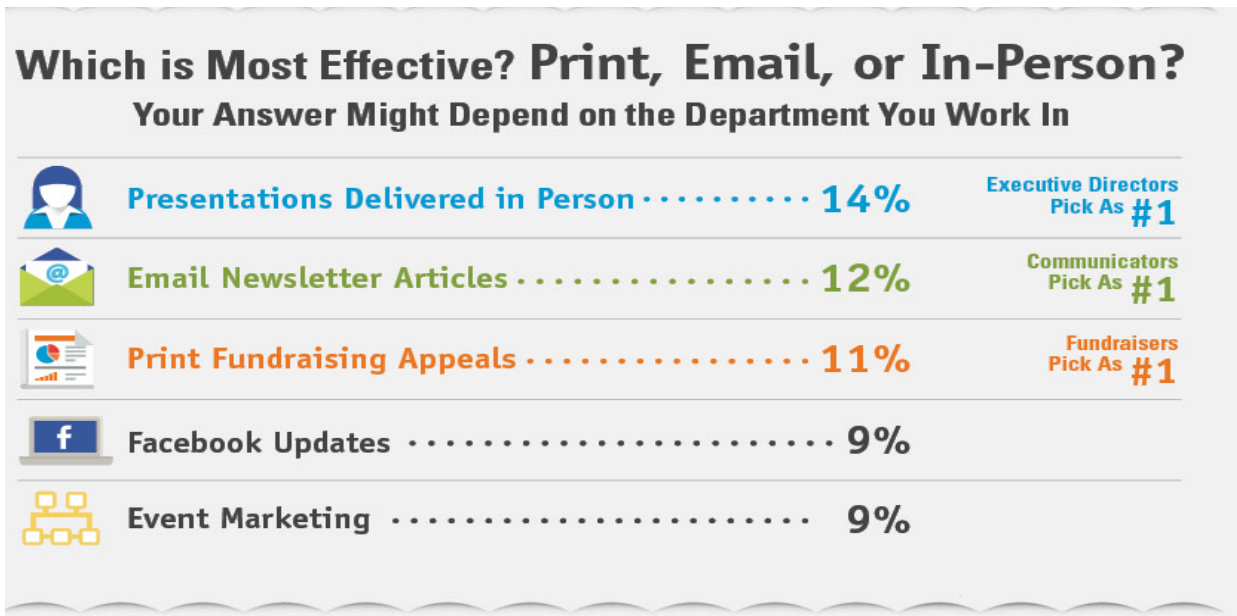 Which is Most Effective? Print, Email, or In-Person?
Your Answer Might Depend on the Department You Work In
Presentations Delivered in Person 14% Executive Directors
Pick As #1
@
Email Newsletter Articles 12% Communicators
Pick As #1
Print Fundraising Appeals 11% Fundraisers
Pick As #1
f
Facebook Updates 9%
Event Marketing 9%